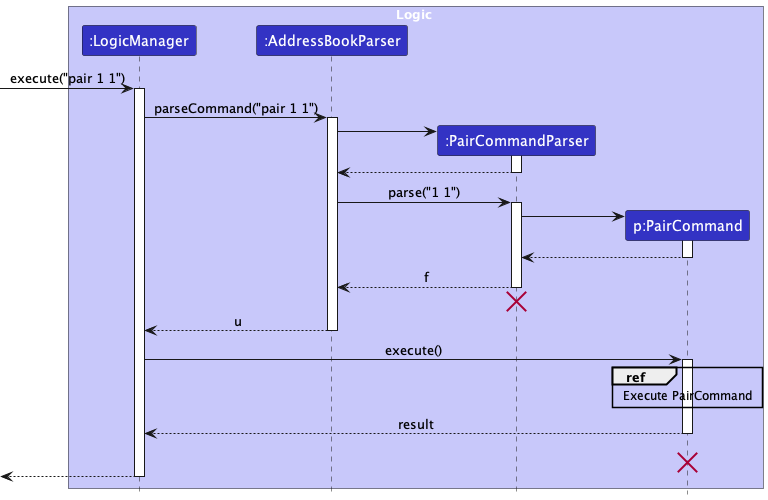 Logic
:LogicManager
:AddressBookParser
execute("pair 1 1")
parseCommand("pair 1 1")
:PairCommandParser
parse("1 1")
p:PairCommand
f
u
execute()
ref
Execute PairCommand
result